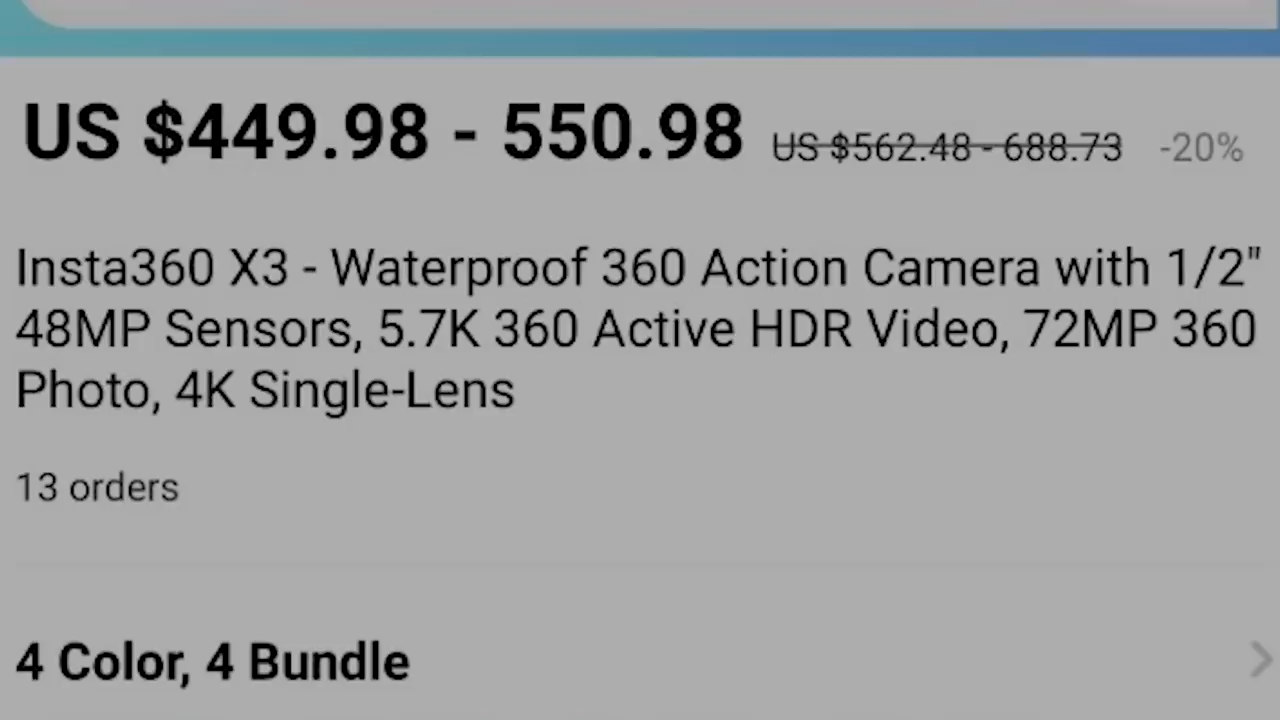 US $449.98 - 550.98 US $562.48 - 688.73 -20%
Insta360 X3 - Waterproof 360 Action Camera with 1/2"
48MP Sensors, 5.7K 360 Active HDR Video, 72MP 360
Photo, 4K Single-Lens
13 orders
4 Color, 4 Bundle